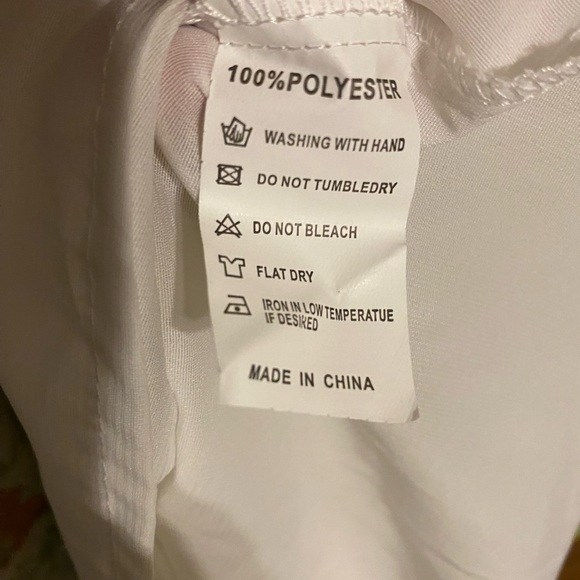 100%POLYESTER
WASHING WITH HAND
DO NOT TUMBLEDRY
DO NOT BLEACH
FLAT DRY
IRON IN LOW TEMPERATUE
IF DESIRED
MADE IN CHINA